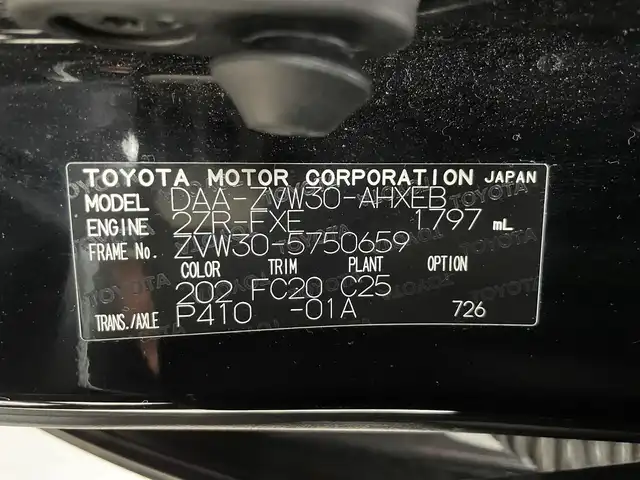 TOYOTA MOTOR CORPORATION JAPAN
MODEL DAA-ZVW30-AHXEB
ENGINE 2ZR-FXE 1797 mL
FRAME No. ZVW30-5750659
COLOR TRIM PLANT OPTION
202 FC20 C25
TRANS./AXLE P410 -01A 726